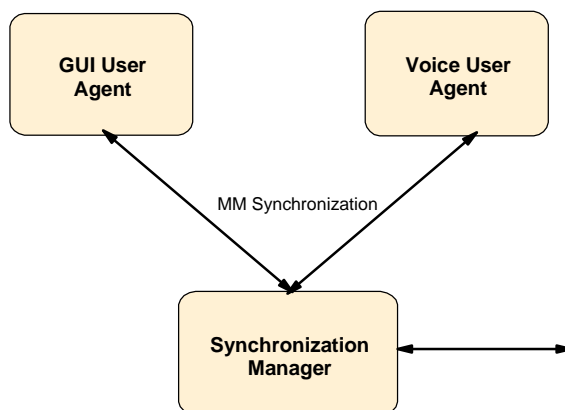 GUI User
Agent
Voice User
Agent
MM Synchronization
Synchronization
Manager